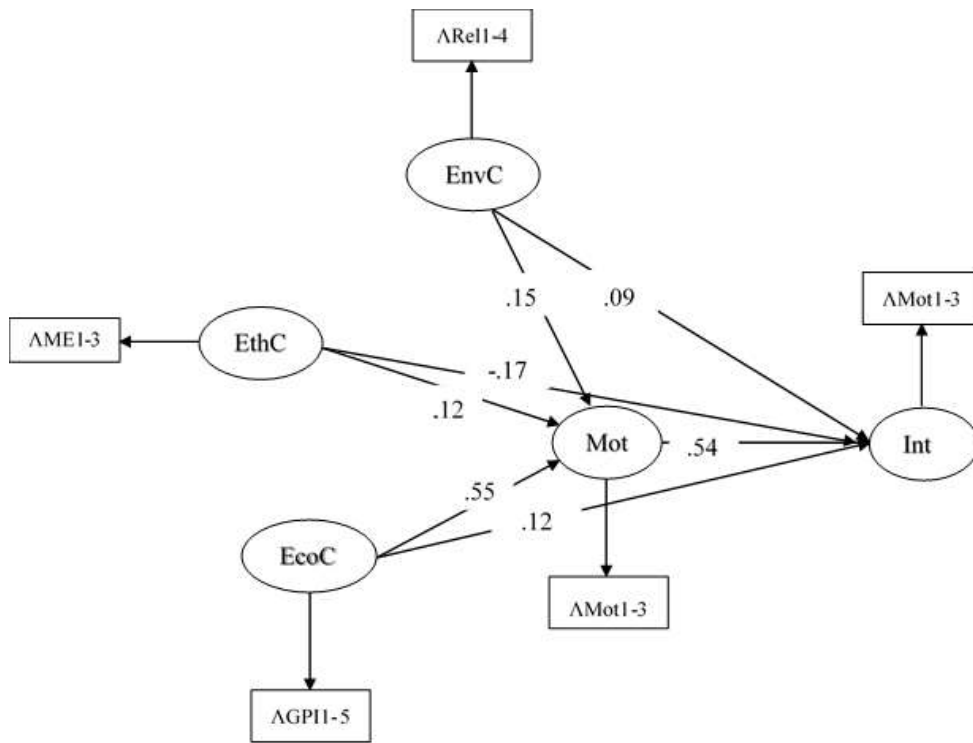 ΛRel1-4
EnvC
.15
.09
ΛMot1-3
ΛME1-3
EthC
-.17
.12
Mot
.54
Int
.55
.12
EcoC
ΛMot1-3
ΛGPI1-5